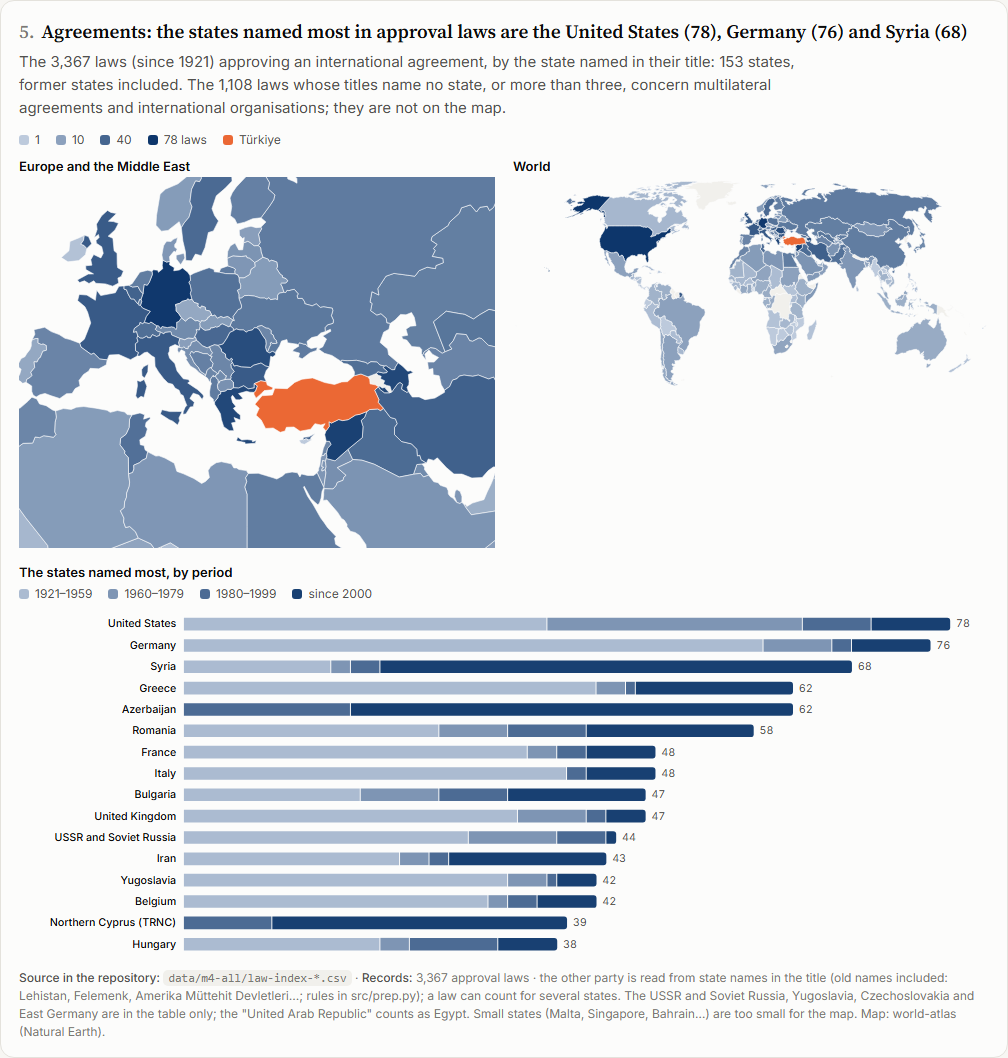 5. Agreements: the states named most in approval laws are the United States (78), Germany (76) and Syria (68)
The 3,367 laws (since 1921) approving an international agreement, by the state named in their title: 153 states,
former states included. The 1,108 laws whose titles name no state, or more than three, concern multilateral
agreements and international organisations; they are not on the map.
1 10 40 78 laws Türkiye
Europe and the Middle East
World
The states named most, by period
1921–1959 1960–1979 1980–1999 since 2000
United States 78
Germany 76
Syria 68
Greece 62
Azerbaijan 62
Romania 58
France 48
Italy 48
Bulgaria 47
United Kingdom 47
USSR and Soviet Russia 44
Iran 43
Yugoslavia 42
Belgium 42
Northern Cyprus (TRNC) 39
Hungary 38
Source in the repository: data/m4-all/law-index-*.csv · Records: 3,367 approval laws · the other party is read from state names in the title (old names included:
Lehistan, Felemenk, Amerika Müttehit Devletleri…; rules in src/prep.py); a law can count for several states. The USSR and Soviet Russia, Yugoslavia, Czechoslovakia and
East Germany are in the table only; the "United Arab Republic" counts as Egypt. Small states (Malta, Singapore, Bahrain…) are too small for the map. Map: world-atlas
(Natural Earth).